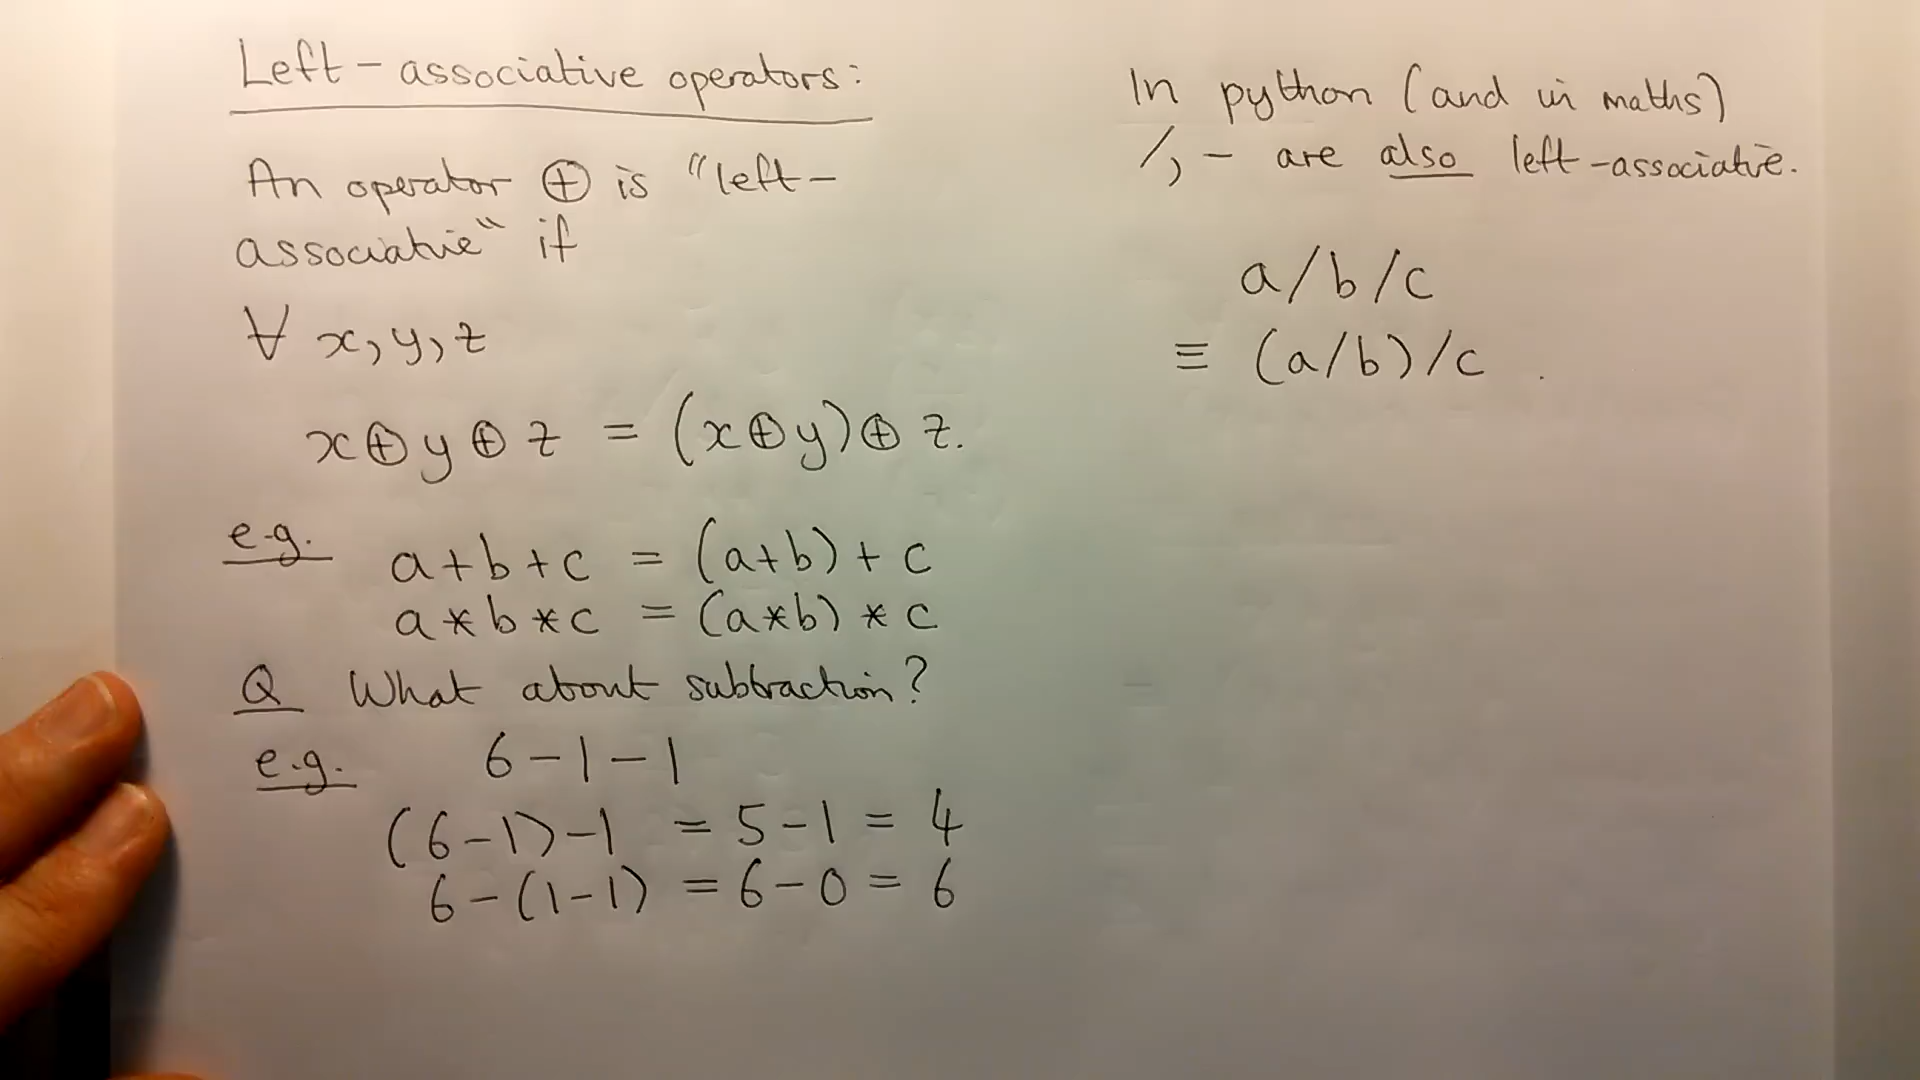 Left-associative operators:
An operator ⊕ is "left-
associative" if
∀ x, y, z
x ⊕ y ⊕ z = (x ⊕ y) ⊕ z.
e.g. a + b + c = (a + b) + c
a * b * c = (a * b) * c
Q What about subtraction?
e.g. 6 - 1 - 1
(6 - 1) - 1 = 5 - 1 = 4
6 - (1 - 1) = 6 - 0 = 6
In python (and in maths)
/, - are also left-associative.
a/b/c
≡ (a/b)/c